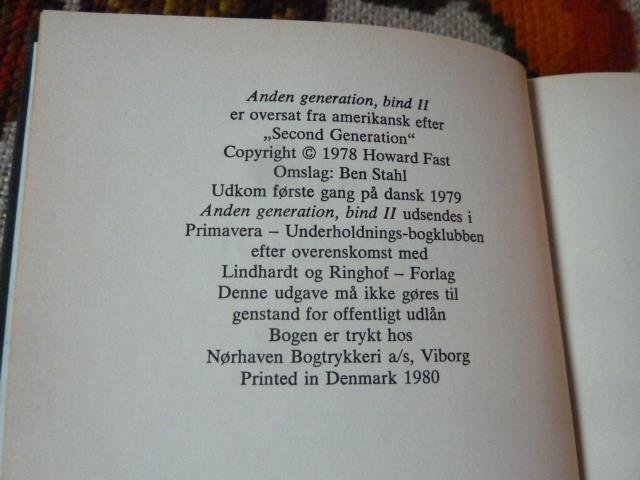 Anden generation, bind II
er oversat fra amerikansk efter
„Second Generation“
Copyright © 1978 Howard Fast
Omslag: Ben Stahl
Udkom første gang på dansk 1979
Anden generation, bind II udsendes i
Primavera – Underholdnings-bogklubben
efter overenskomst med
Lindhardt og Ringhof – Forlag
Denne udgave må ikke gøres til
genstand for offentligt udlån
Bogen er trykt hos
Nørhaven Bogtrykkeri a/s, Viborg
Printed in Denmark 1980